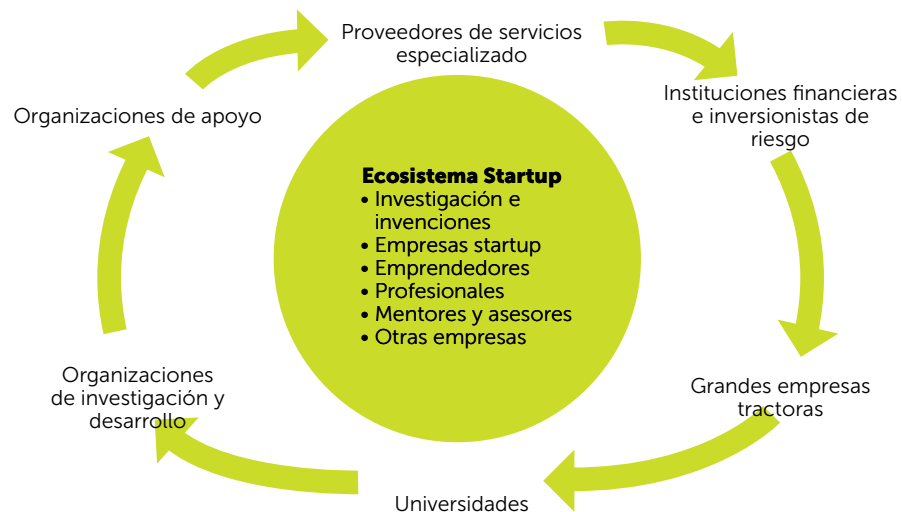 Proveedores de servicios
especializado
Instituciones financieras
e inversionistas de
riesgo
Organizaciones de apoyo
Ecosistema Startup
• Investigación e
invenciones
• Empresas startup
• Emprendedores
• Profesionales
• Mentores y asesores
• Otras empresas
Organizaciones
de investigación y
desarrollo
Grandes empresas
tractoras
Universidades